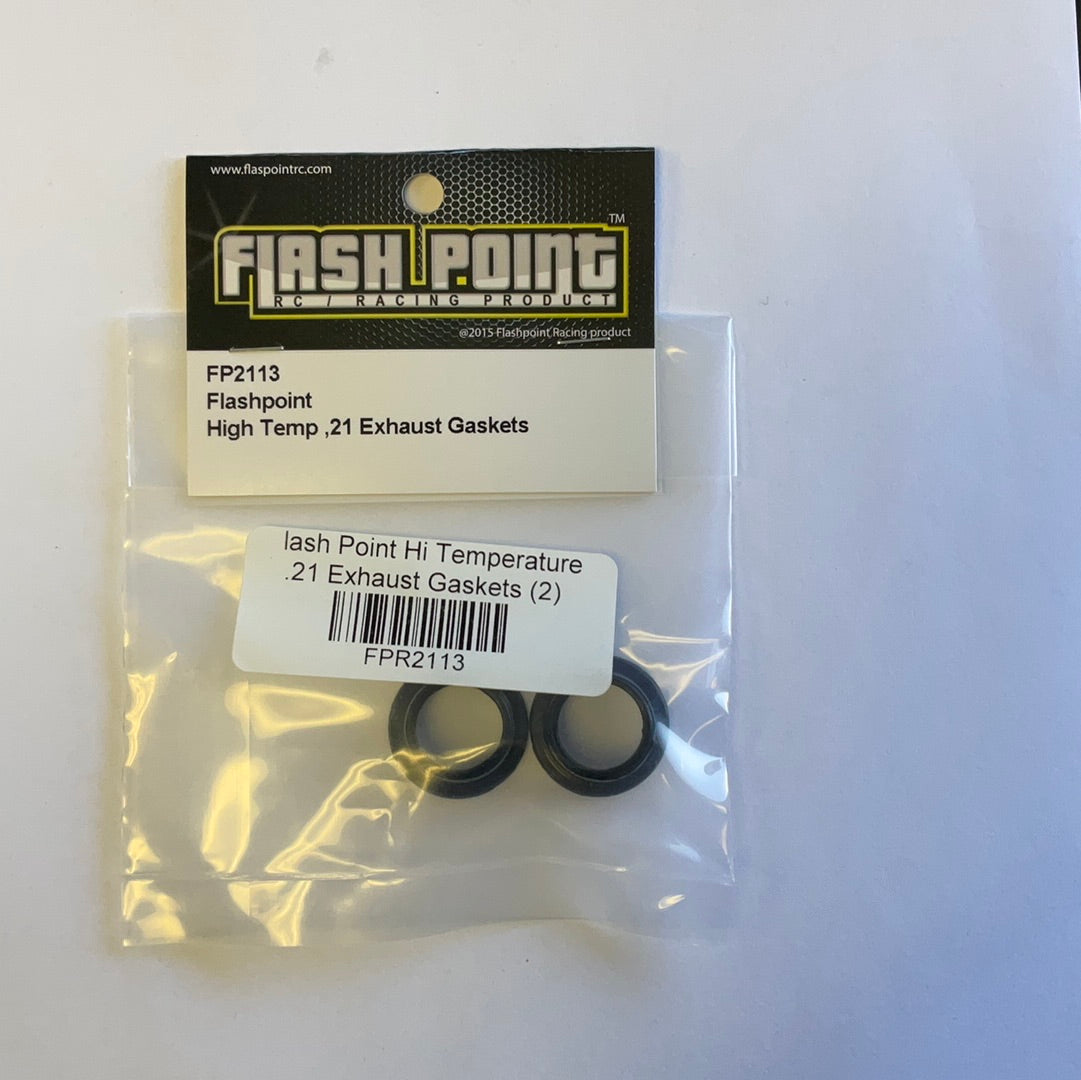 www.flaspointrc.com
FLASH POINT TM
RC / RACING PRODUCT
@2015 Flashpoint Racing product
FP2113
Flashpoint
High Temp ,21 Exhaust Gaskets
lash Point Hi Temperature
.21 Exhaust Gaskets (2)
FPR2113